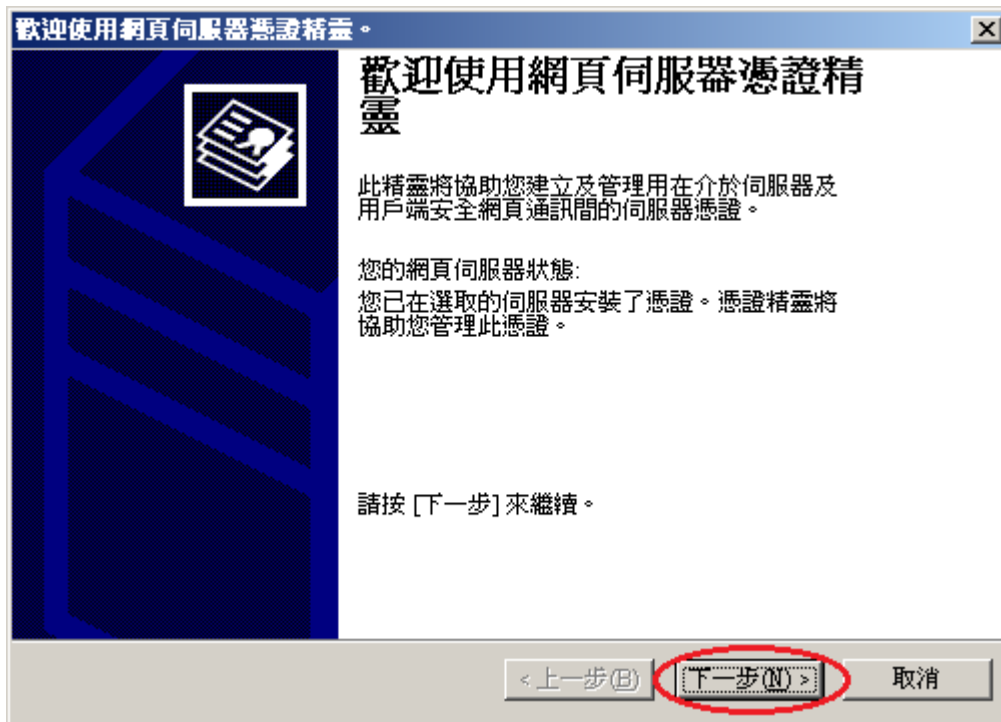 歡迎使用網頁伺服器憑證精靈。
歡迎使用網頁伺服器憑證精
靈
此精靈將協助您建立及管理用在介於伺服器及
用戶端安全網頁通訊間的伺服器憑證。
您的網頁伺服器狀態:
您已在選取的伺服器安裝了憑證。憑證精靈將
協助您管理此憑證。
請按 [下一步] 來繼續。
<上一步(B) 下一步(N) > 取消